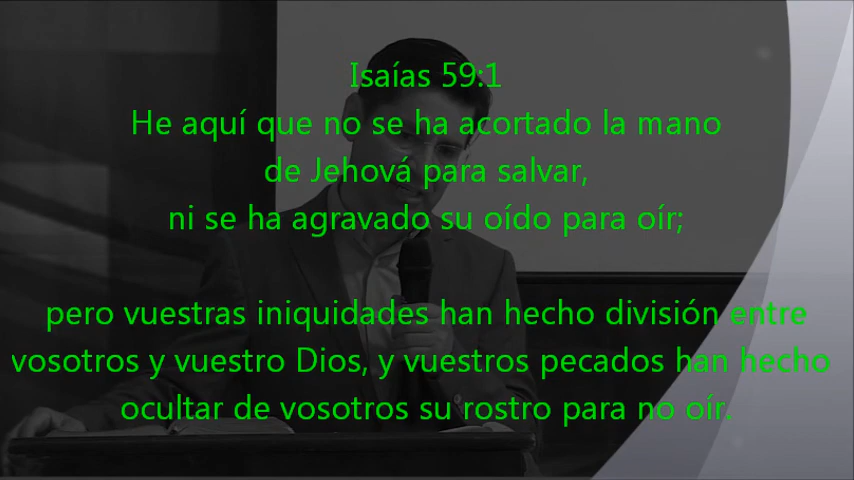 Isaías 59:1
He aquí que no se ha acortado la mano
de Jehová para salvar,
ni se ha agravado su oído para oír;
pero vuestras iniquidades han hecho división entre
vosotros y vuestro Dios, y vuestros pecados han hecho
ocultar de vosotros su rostro para no oír.